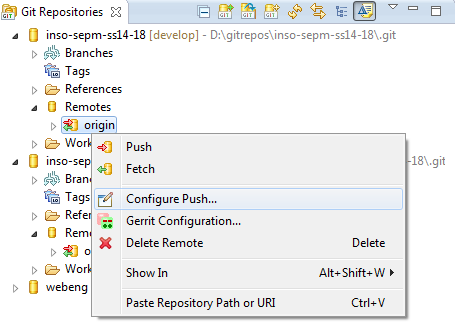 Git Repositories
inso-sepm-ss14-18 [develop] - D:\gitrepos\inso-sepm-ss14-18\.git
Branches
Tags
References
Remotes
origin
Work
Push
inso-sep
-18\.git
Fetch
Bran
Tags
Configure Push...
Refer
Gerrit Configuration...
Remo
Delete Remote Delete
o
Show In Alt+Shift+W
webeng
Paste Repository Path or URI Ctrl+V